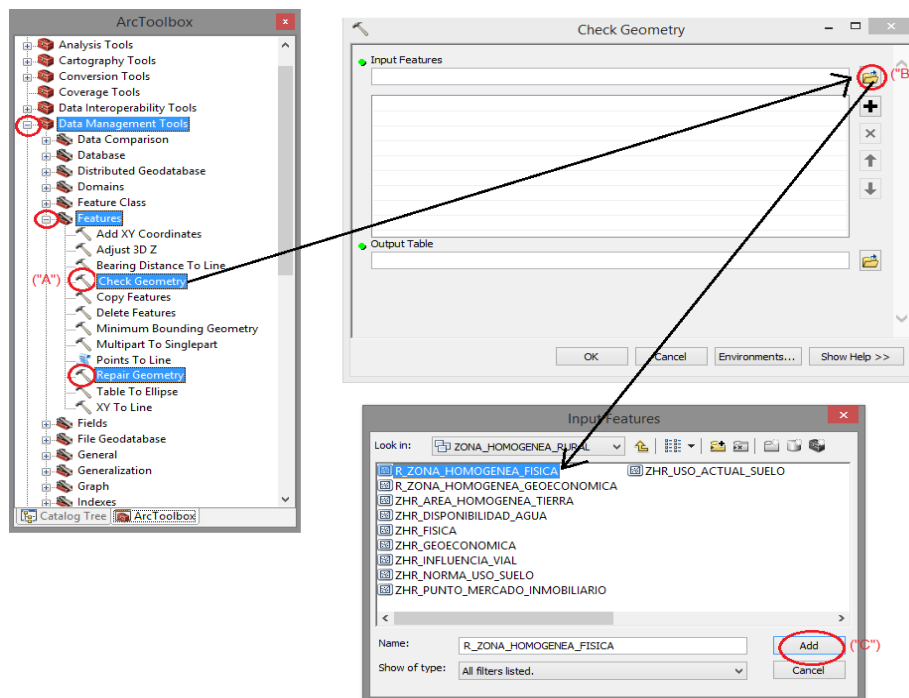 ArcToolbox
x
Analysis Tools
Cartography Tools
Conversion Tools
Coverage Tools
Data Interoperability Tools
Data Management Tools
Data Comparison
Database
Distributed Geodatabase
Domains
Feature Class
Features
Add XY Coordinates
Adjust 3D Z
Bearing Distance To Line
("A")
Check Geometry
Copy Features
Delete Features
Minimum Bounding Geometry
Multipart To Singlepart
Points To Line
Repair Geometry
Table To Ellipse
XY To Line
Fields
File Geodatabase
General
Generalization
Graph
Indexes
Catalog Tree
ArcToolbox
Check Geometry
Input Features
("B
Output Table
OK
Cancel
Environments...
Show Help >>
Input Features
Look in:
ZONA_HOMOGENEA_RURAL
R_ZONA_HOMOGENEA_FISICA
R_ZONA_HOMOGENEA_GEOECONOMICA
ZHR_AREA_HOMOGENEA_TIERRA
ZHR_DISPONIBILIDAD_AGUA
ZHR_FISICA
ZHR_GEOECONOMICA
ZHR_INFLUENCIA_VIAL
ZHR_NORMA_USO_SUELO
ZHR_PUNTO_MERCADO_INMOBILIARIO
ZHR_USO_ACTUAL_SUELO
Name:
R_ZONA_HOMOGENEA_FISICA
Add
("C")
Show of type:
All filters listed.
Cancel